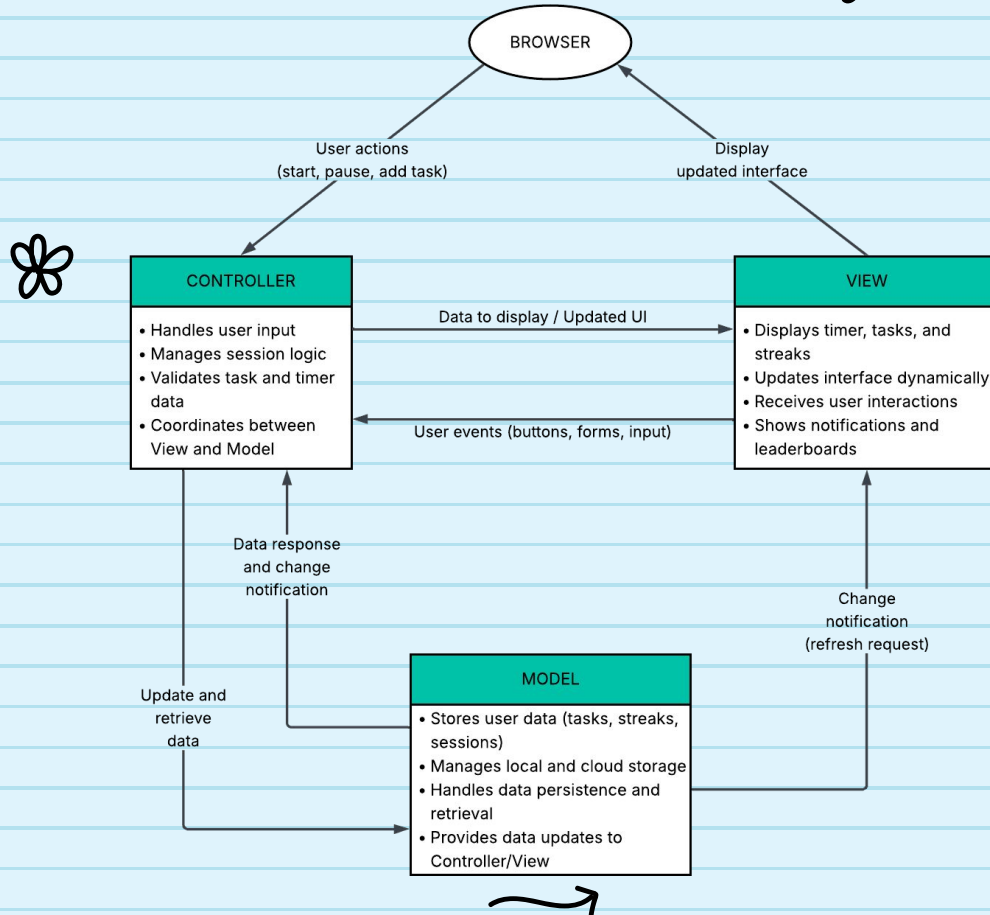 BROWSER
User actions
(start, pause, add task)
Display
updated interface
CONTROLLER
• Handles user input
• Manages session logic
• Validates task and timer
data
• Coordinates between
View and Model
Data to display / Updated UI
User events (buttons, forms, input)
VIEW
• Displays timer, tasks, and
streaks
• Updates interface dynamically
• Receives user interactions
• Shows notifications and
leaderboards
Data response
and change
notification
Change
notification
(refresh request)
Update and
retrieve
data
MODEL
• Stores user data (tasks, streaks,
sessions)
• Manages local and cloud storage
• Handles data persistence and
retrieval
• Provides data updates to
Controller/View